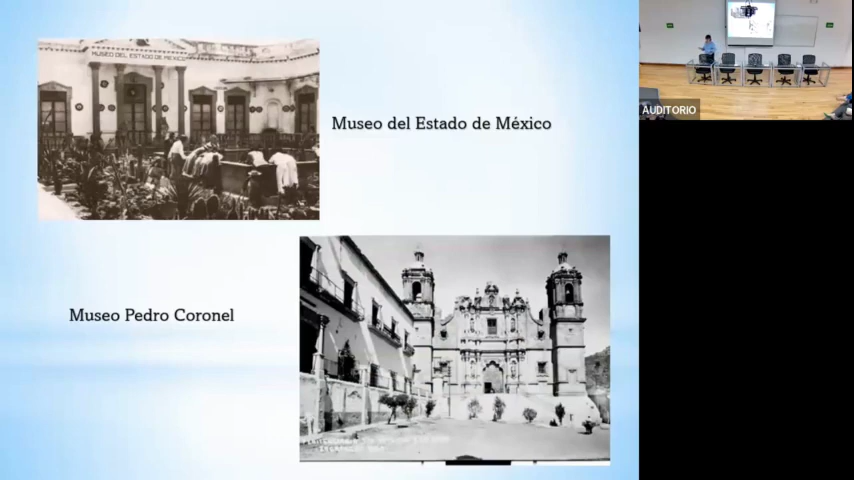 MUSEO DEL ESTADO DE MEXICO
Museo del Estado de México
AUDITORIO
Museo Pedro Coronel